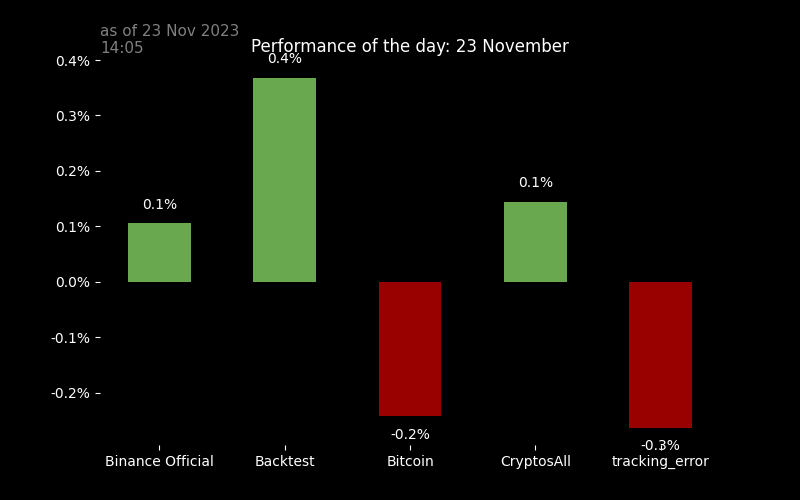 as of 23 Nov 2023
14:05
Performance of the day: 23 November
0.4%
0.3%
0.2%
0.1%
0.0%
-0.1%
-0.2%
0.1%
0.4%
-0.2%
0.1%
-0.3%
Binance Official
Backtest
Bitcoin
CryptosAll
tracking_error